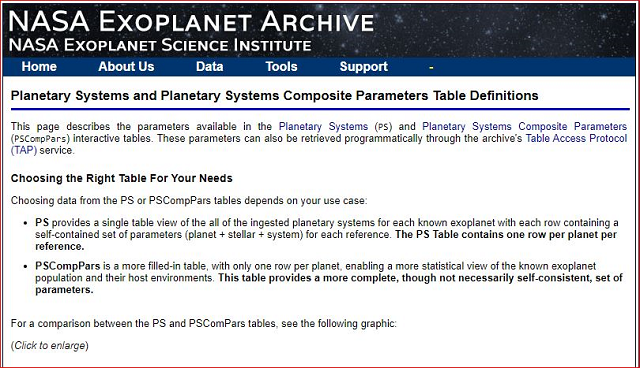 NASA EXOPLANET ARCHIVE
NASA EXOPLANET SCIENCE INSTITUTE
Home About Us Data Tools Support -
Planetary Systems and Planetary Systems Composite Parameters Table Definitions
This page describes the parameters available in the Planetary Systems (PS) and Planetary Systems Composite Parameters
(PSCompPars) interactive tables. These parameters can also be retrieved programmatically through the archive's Table Access Protocol
(TAP) service.
Choosing the Right Table For Your Needs
Choosing data from the PS or PSCompPars tables depends on your use case:
• PS provides a single table view of the all of the ingested planetary systems for each known exoplanet with each row containing a
self-contained set of parameters (planet + stellar + system) for each reference. The PS Table contains one row per planet per
reference.
• PSCompPars is a more filled-in table, with only one row per planet, enabling a more statistical view of the known exoplanet
population and their host environments. This table provides a more complete, though not necessarily self-consistent, set of
parameters.
For a comparison between the PS and PSComPars tables, see the following graphic:
(Click to enlarge)